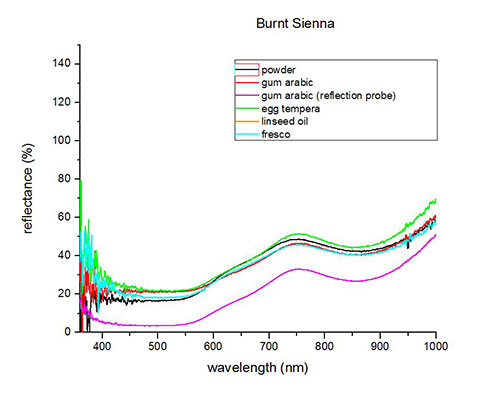 Burnt Sienna
powder
gum arabic
gum arabic (reflection probe)
egg tempera
linseed oil
fresco
140
120
100
80
60
40
20
0
reflectance (%)
400 500 600 700 800 900 1000
wavelength (nm)